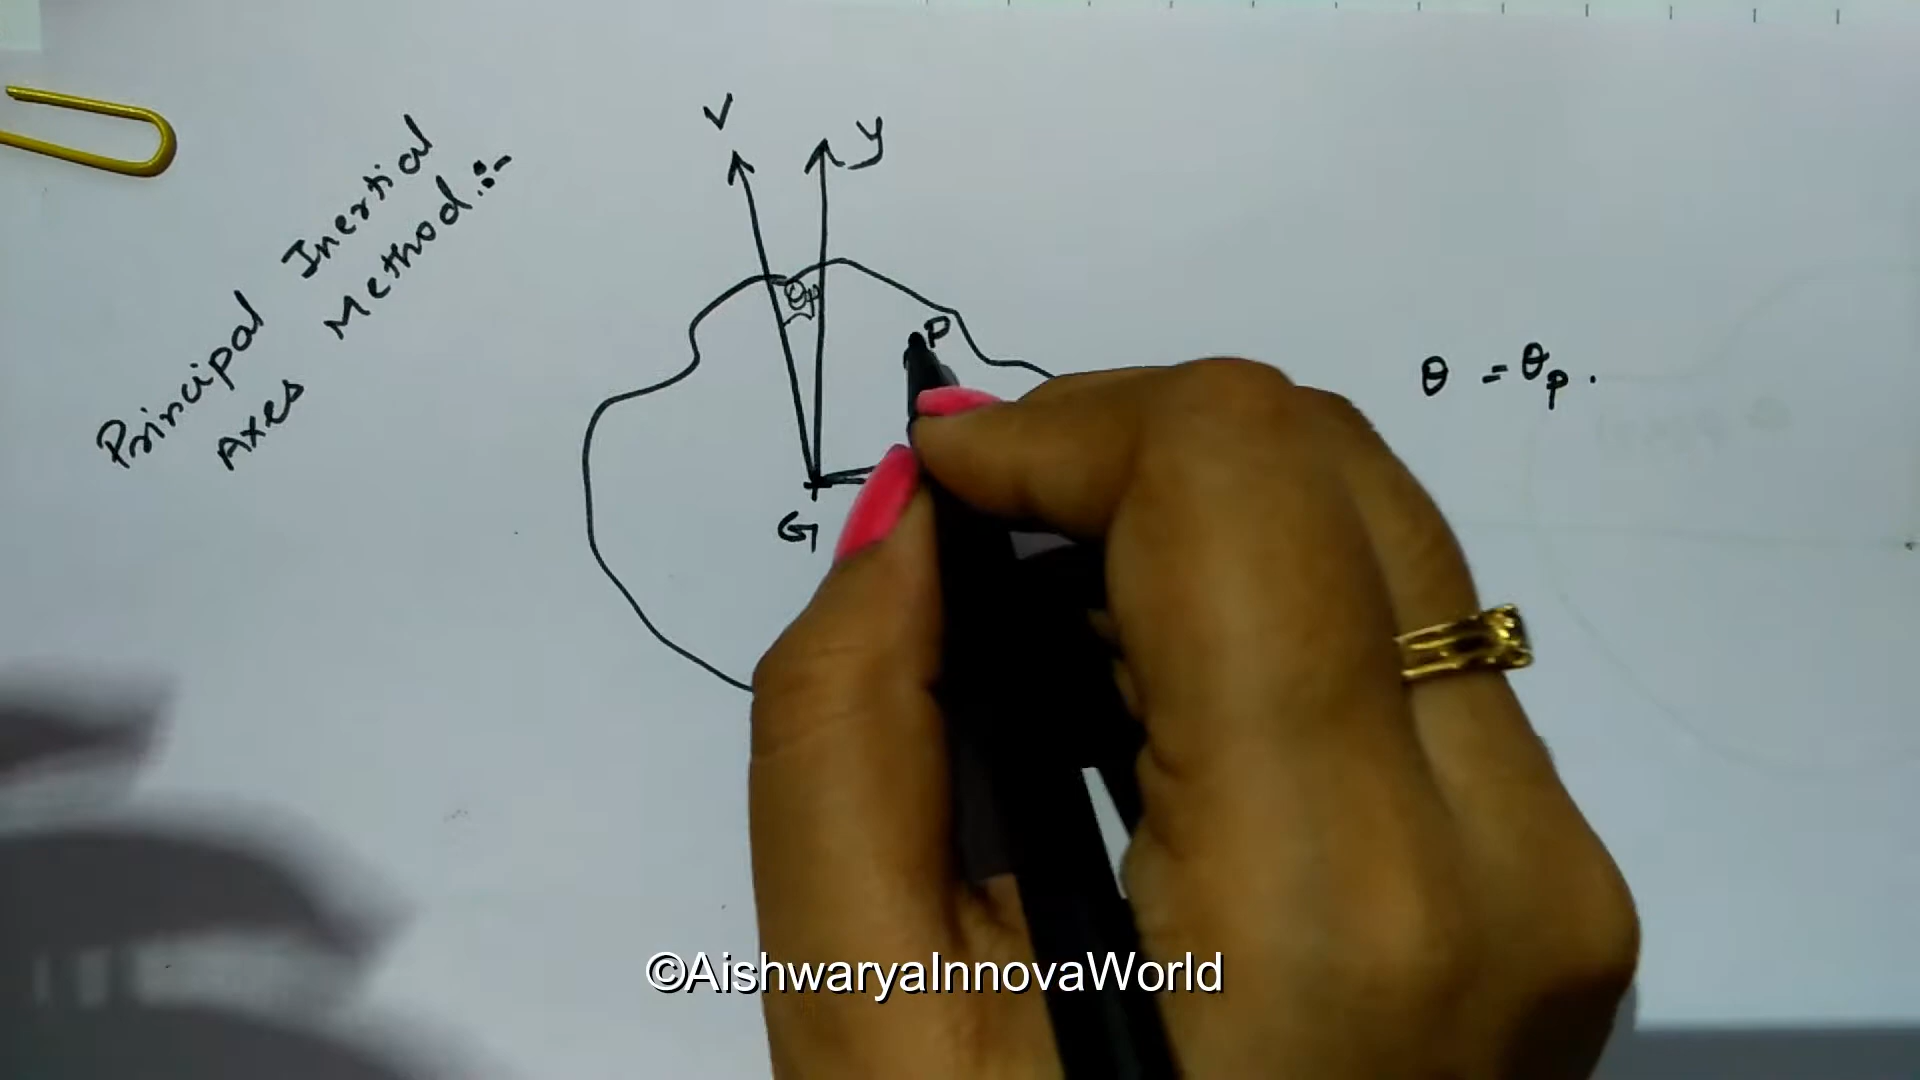 Principal Inertial
Axes Method :-
V
y
θp
P
G
θ = θp .
©AishwaryaInnovaWorld